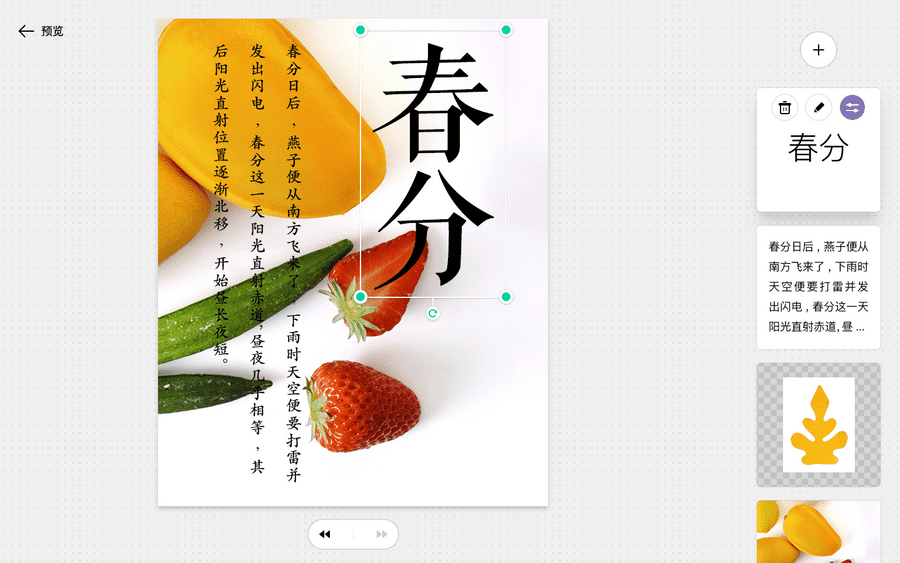 预览
春分
春分日后，燕子便从南方飞来了，下雨时天空便要打雷并
发出闪电，春分这一天阳光直射赤道，昼夜几乎相等，其
后阳光直射位置逐渐北移，开始昼长夜短。
春分
春分日后，燕子便从
南方飞来了，下雨时
天空便要打雷并发
出闪电，春分这一天
阳光直射赤道,昼 ...